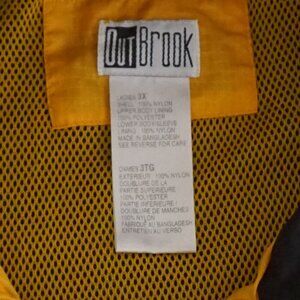 OutBrook
LADIES 3X
SHELL 100% NYLON
UPPER BODY LINING
100% POLYESTER
LOWER BODY/SLEEVE
LINING 100% NYLON
MADE IN BANGLADESH
SEE REVERSE FOR CARE
DAMES 3TG
EXTERIEUR 100% NYLON
DOUBLURE DE LA
PARTIE SUPERIEURE
100% POLYESTER
PARTIE INFERIEURE/
DOUBLURE DE MANCHES
100% NYLON
FABRIQUÉ AU BANGLADESH
ENTRETIEN AU VERSO